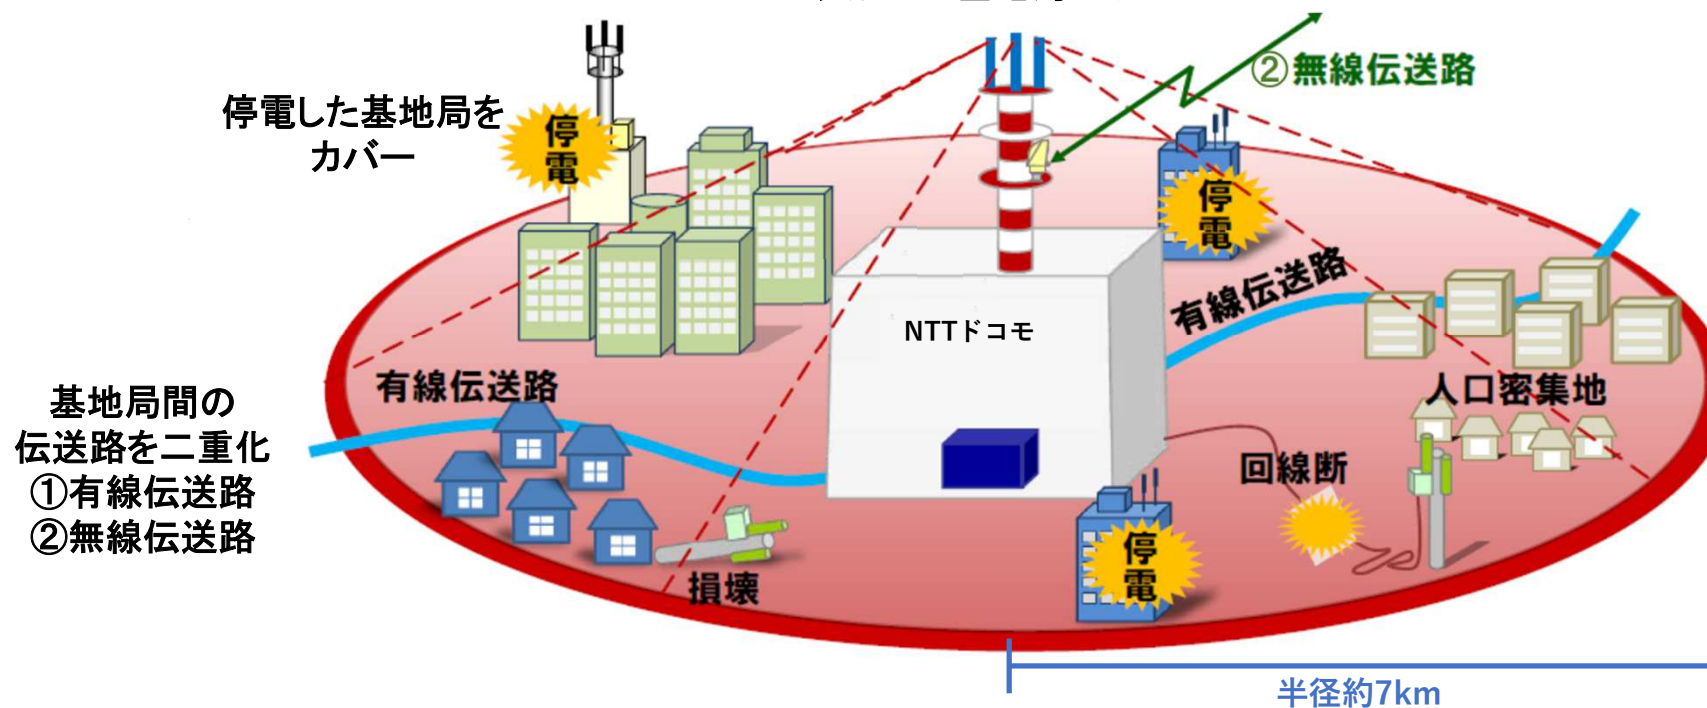 ②無線伝送路
停電した基地局を
カバー
停
電
停
電
有線伝送路
NTTドコモ
有線伝送路
人口密集地
基地局間の
伝送路を二重化
①有線伝送路
②無線伝送路
回線断
停
電
損壊
半径約7km